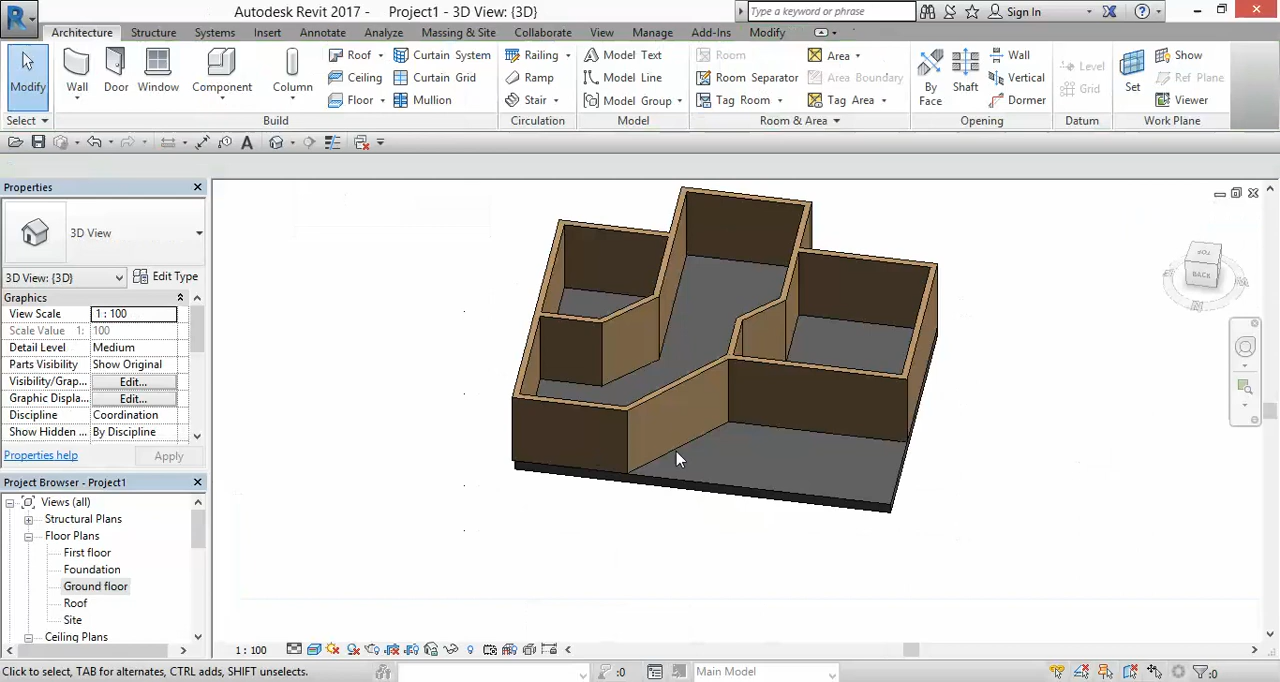 Autodesk Revit 2017 - Project1 - 3D View: {3D}
Type a keyword or phrase
Sign In
Architecture Structure Systems Insert Annotate Analyze Massing & Site Collaborate View Manage Add-Ins Modify
Modify Wall Door Window Component Column
Roof Curtain System
Ceiling Curtain Grid
Floor Mullion
Railing
Ramp
Stair
Model Text
Model Line
Model Group
Room Area
Room Separator Area Boundary
Tag Room Tag Area
By Face Shaft
Wall
Vertical
Dormer
Level
Grid
Set
Show
Ref Plane
Viewer
Select Build Circulation Model Room & Area Opening Datum Work Plane
A
Properties
3D View
3D View: {3D} Edit Type
Graphics
View Scale 1 : 100
Scale Value 1: 100
Detail Level Medium
Parts Visibility Show Original
Visibility/Grap... Edit...
Graphic Displa... Edit...
Discipline Coordination
Show Hidden ... By Discipline
Properties help Apply
Project Browser - Project1
Views (all)
Structural Plans
Floor Plans
First floor
Foundation
Ground floor
Roof
Site
Ceiling Plans
TOP
BACK
1 : 100
Click to select, TAB for alternates, CTRL adds, SHIFT unselects.
:0
Main Model
:0